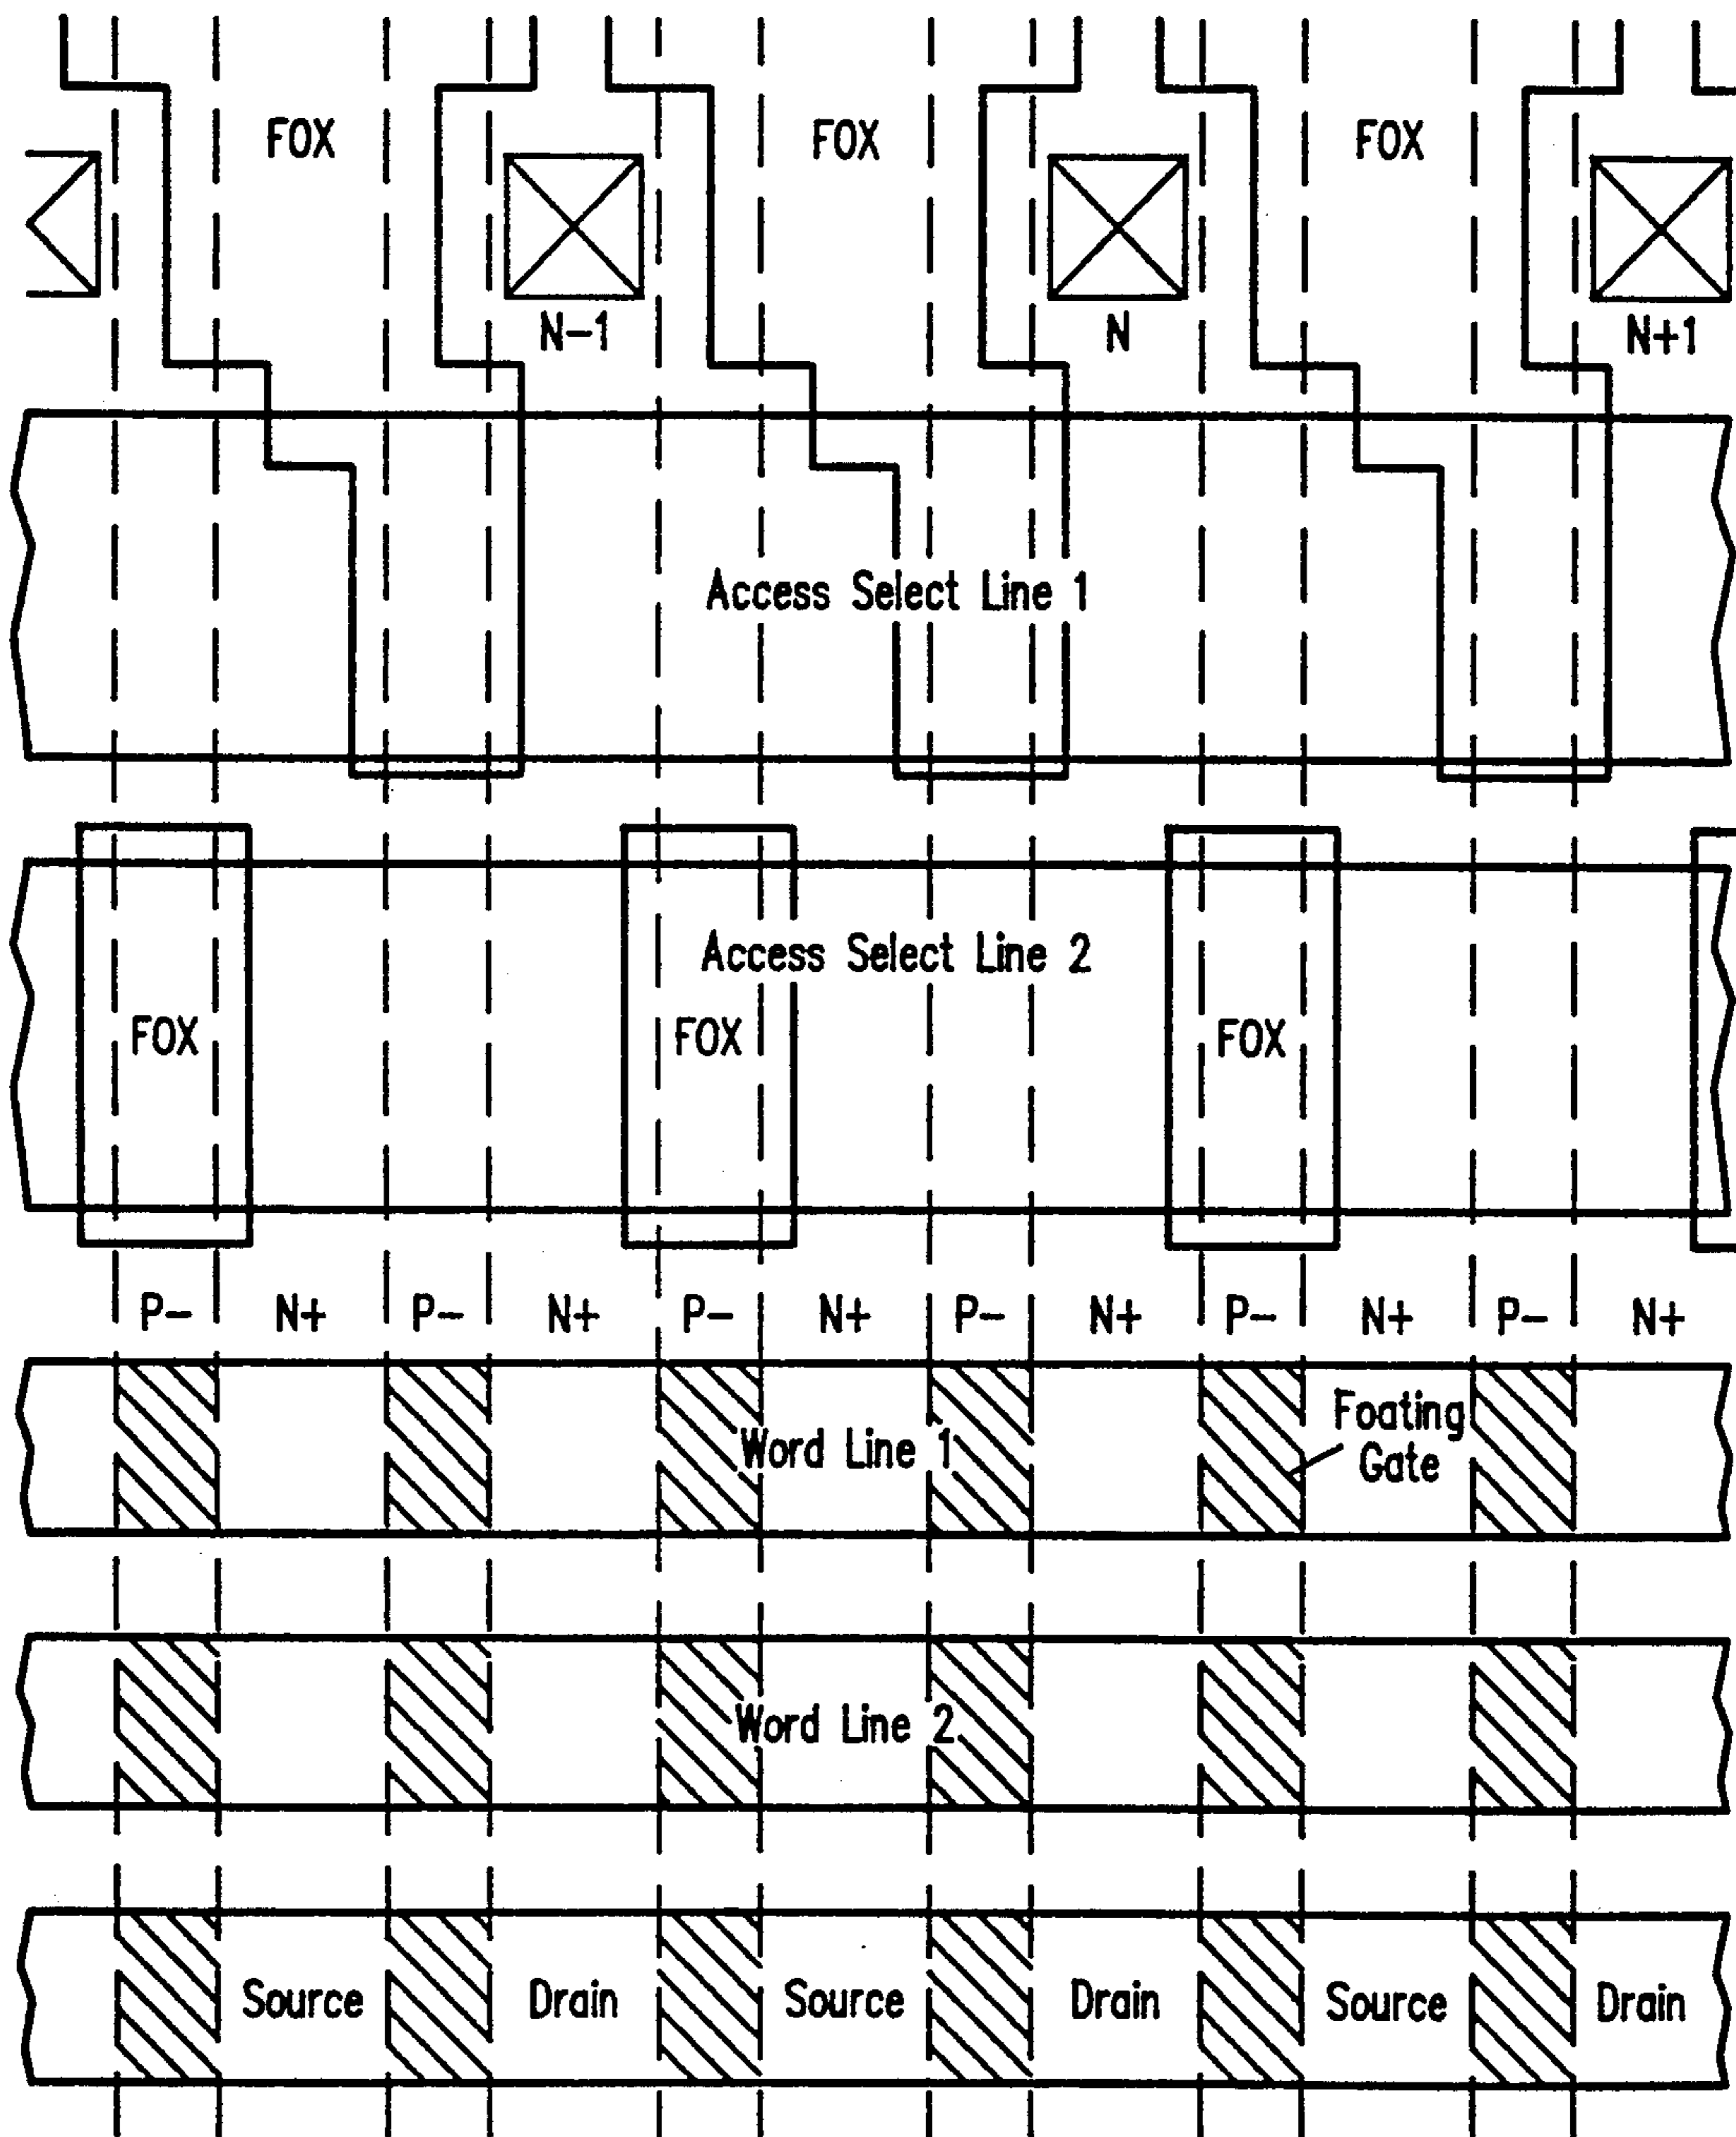 FOX FOX FOX
N-1 N N+1
Access Select Line 1
Access Select Line 2
FOX FOX FOX
P- N+ P- N+ P- N+ P- N+ P- N+ P- N+
Word Line 1
Foating
Gate
Word Line 2
Source Drain Source Drain Source Drain